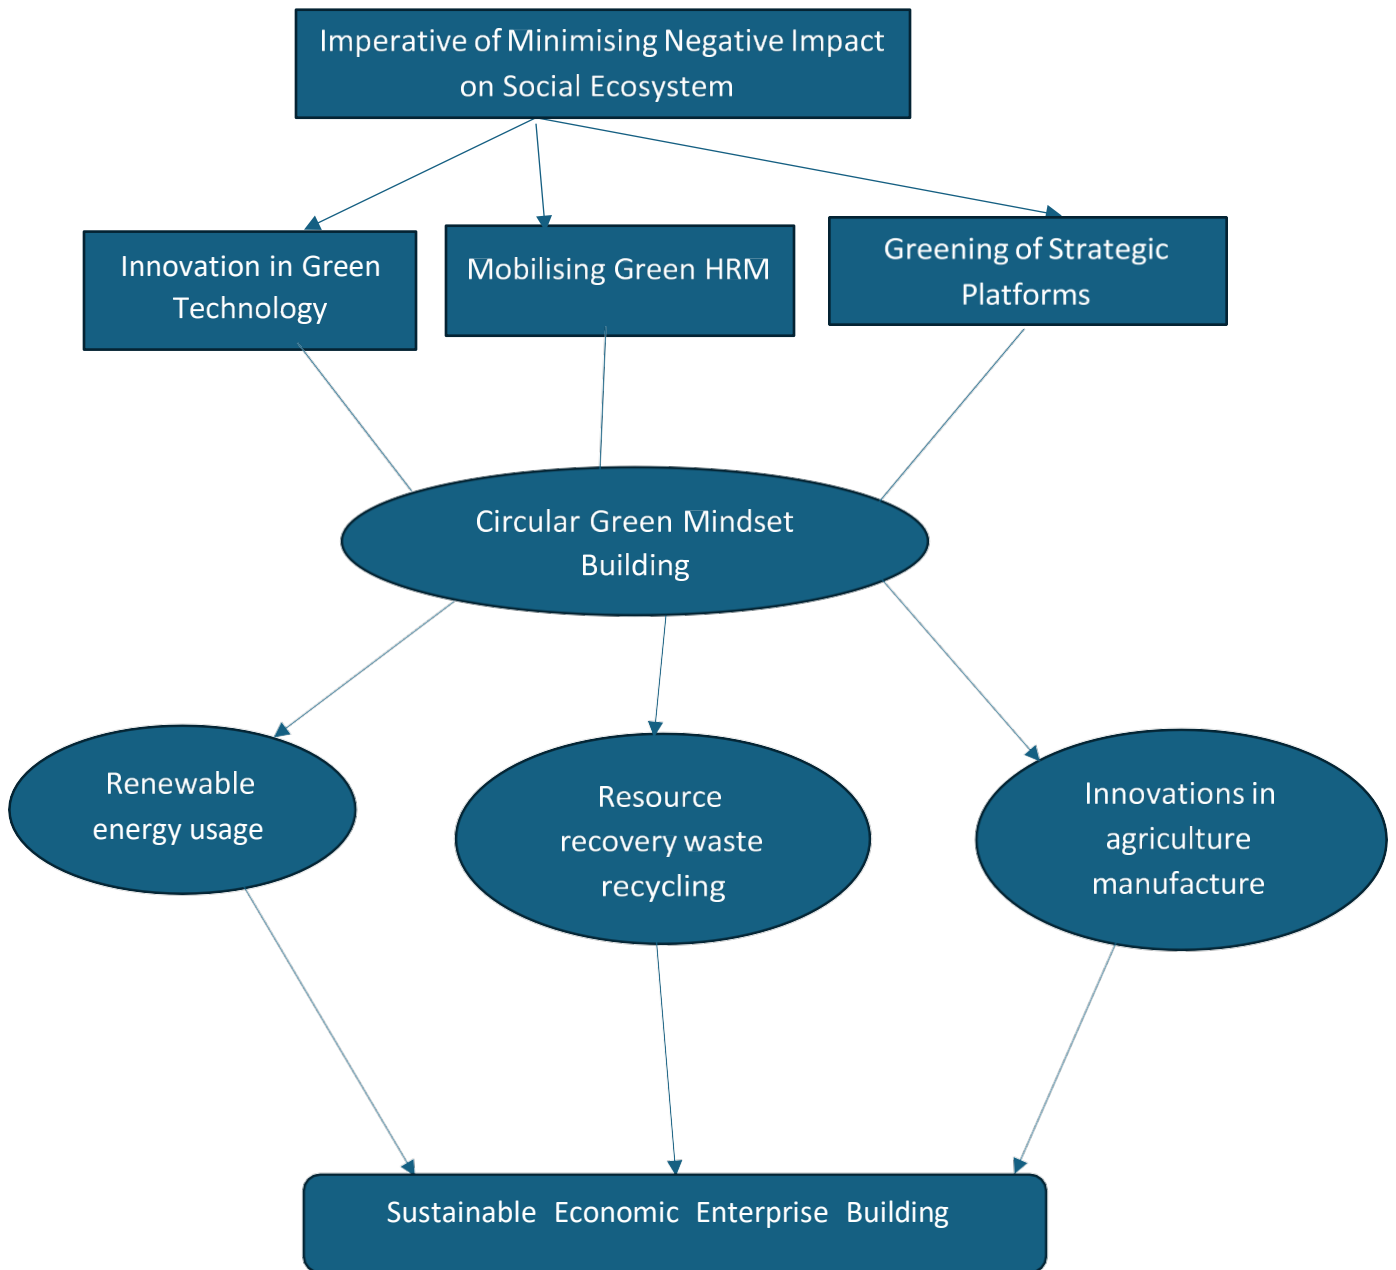 Imperative of Minimising Negative Impact
on Social Ecosystem
Innovation in Green
Technology
Mobilising Green HRM
Greening of Strategic
Platforms
Circular Green Mindset
Building
Renewable
energy usage
Resource
recovery waste
recycling
Innovations in
agriculture
manufacture
Sustainable Economic Enterprise Building